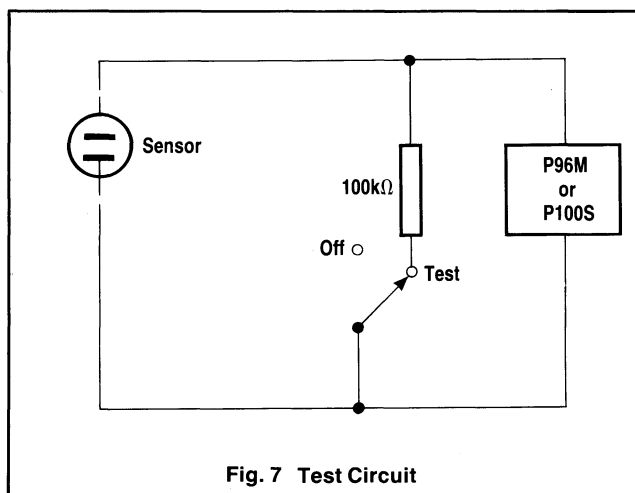 Sensor
100kΩ
P96M
or
P100S
Off
Test
Fig. 7 Test Circuit